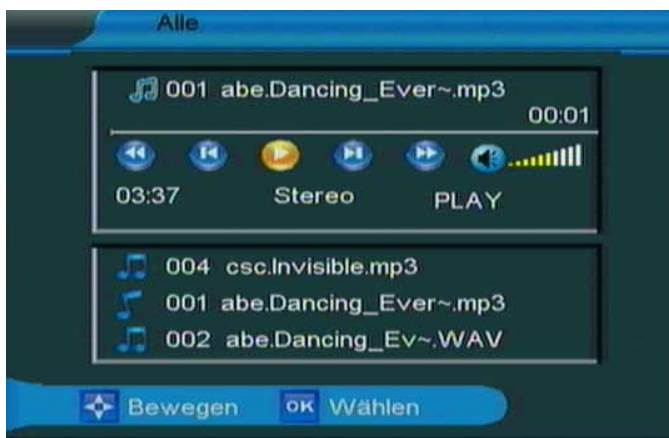 Alle
001 abe.Dancing_Ever~.mp3
00:01
03:37 Stereo PLAY
004 csc.Invisible.mp3
001 abe.Dancing_Ever~.mp3
002 abe.Dancing_Ev~.WAV
Bewegen OK Wählen